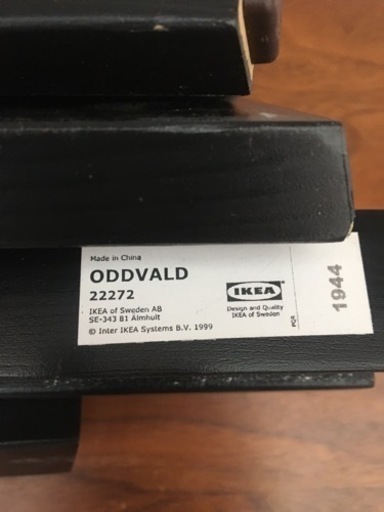 Made in China
ODDVALD
22272
IKEA of Sweden AB
SE-343 81 Älmhult
© Inter IKEA Systems B.V. 1999
IKEA
Design and Quality
IKEA of Sweden
PQR
1944